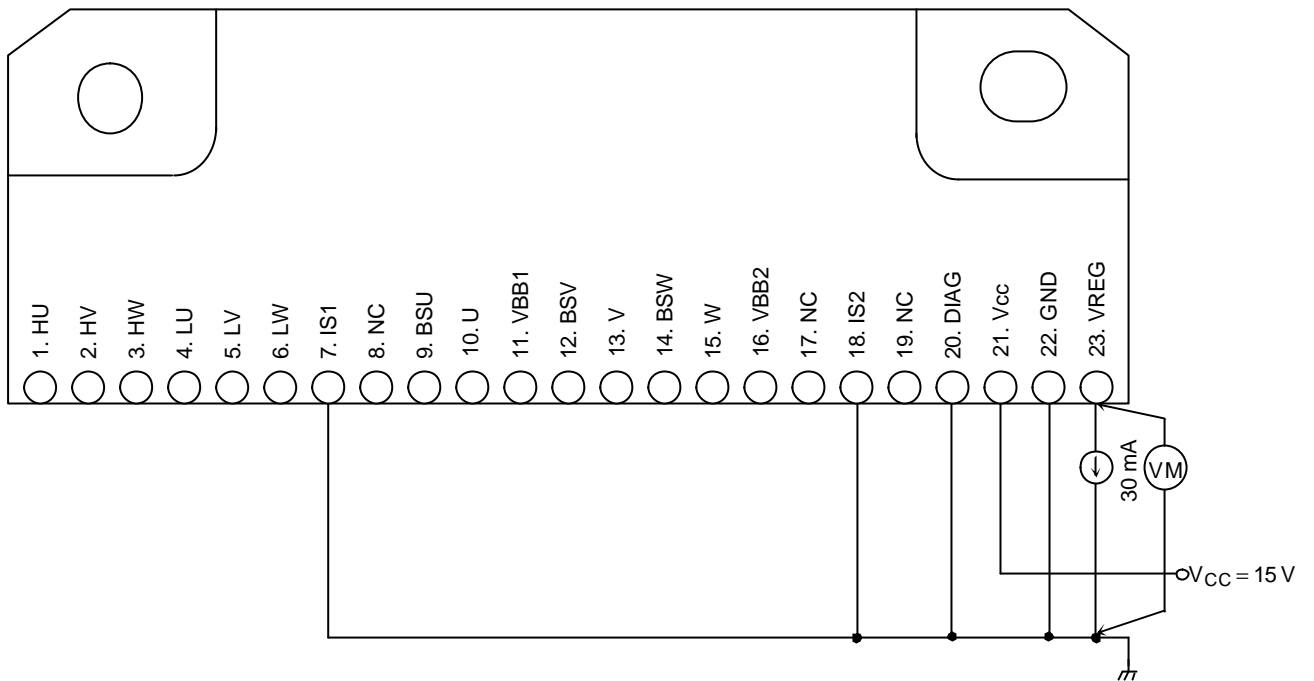 1. HU
2. HV
3. HW
4. LU
5. LV
6. LW
7. IS1
8. NC
9. BSU
10. U
11. VBB1
12. BSV
13. V
14. BSW
15. W
16. VBB2
17. NC
18. IS2
19. NC
20. DIAG
21. Vcc
22. GND
23. VREG
30 mA
VM
VCC = 15 V